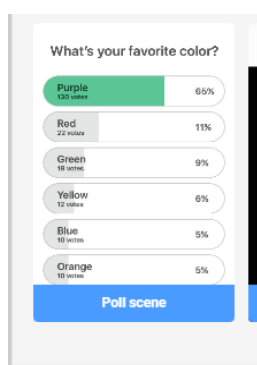 What's your favorite color?
Purple
65%
130 votes
Red
11%
22 votes
Green
9%
18 votes
Yellow
6%
12 votes
Blue
5%
10 votes
Orange
5%
10 votes
Poll scene